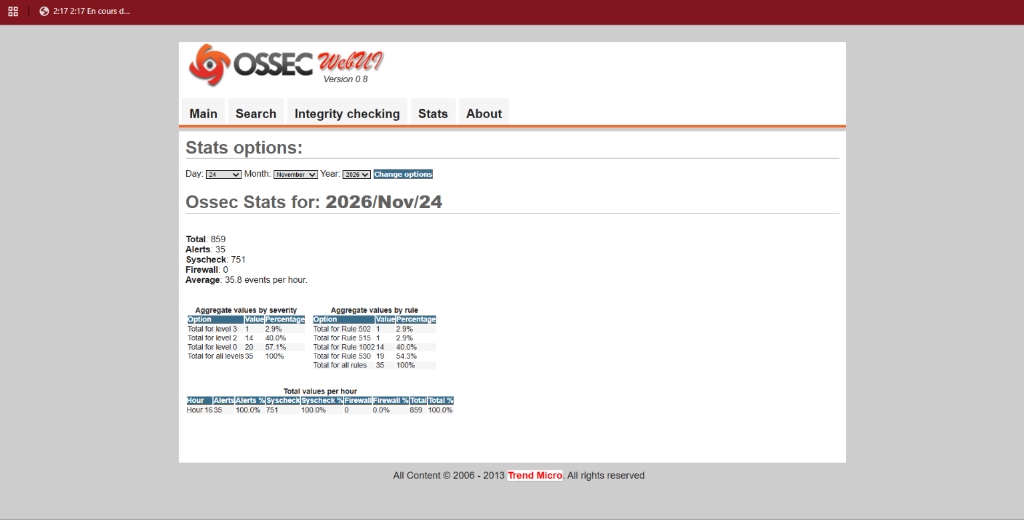 2:17 2:17 En cours d...
OSSEC WebUI
Version 0.8
Main Search Integrity checking Stats About
Stats options:
Day: 24 Month: November Year: 2026 Change options
Ossec Stats for: 2026/Nov/24
Total: 859
Alerts: 35
Syscheck: 751
Firewall: 0
Average: 35.8 events per hour.
Aggregate values by severity
Option Value Percentage
Total for level 3 1 2.9%
Total for level 2 14 40.0%
Total for level 0 20 57.1%
Total for all levels 35 100%
Aggregate values by rule
Option Value Percentage
Total for Rule 502 1 2.9%
Total for Rule 515 1 2.9%
Total for Rule 1002 14 40.0%
Total for Rule 530 19 54.3%
Total for all rules 35 100%
Total values per hour
Hour Alerts Alerts % Syscheck Syscheck % Firewall Firewall % Total Total %
Hour 16 35 100.0% 751 100.0% 0 0.0% 859 100.0%
All Content © 2006 - 2013 Trend Micro. All rights reserved